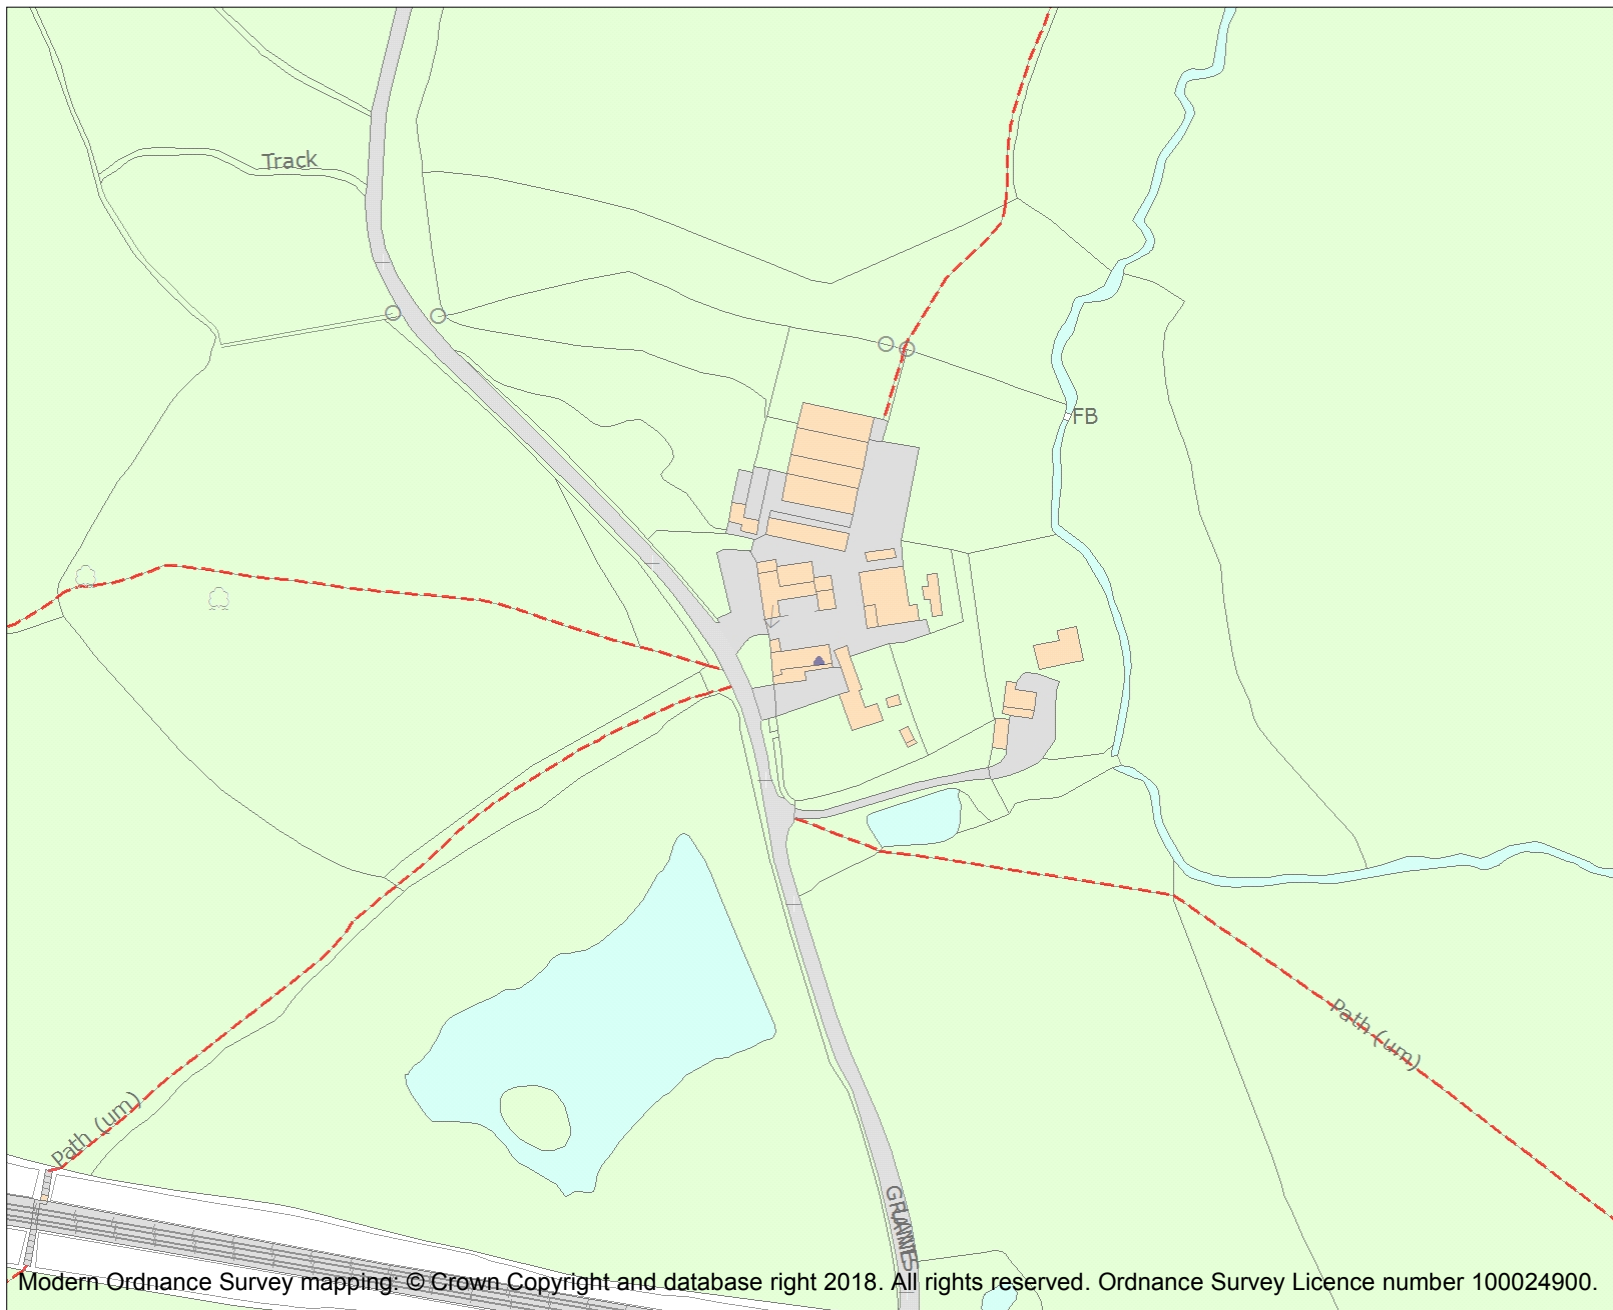 Track
FB
Path (um)
Path (um)
Modern Ordnance Survey mapping: © Crown Copyright and database right 2018. All rights reserved. Ordnance Survey Licence number 100024900.